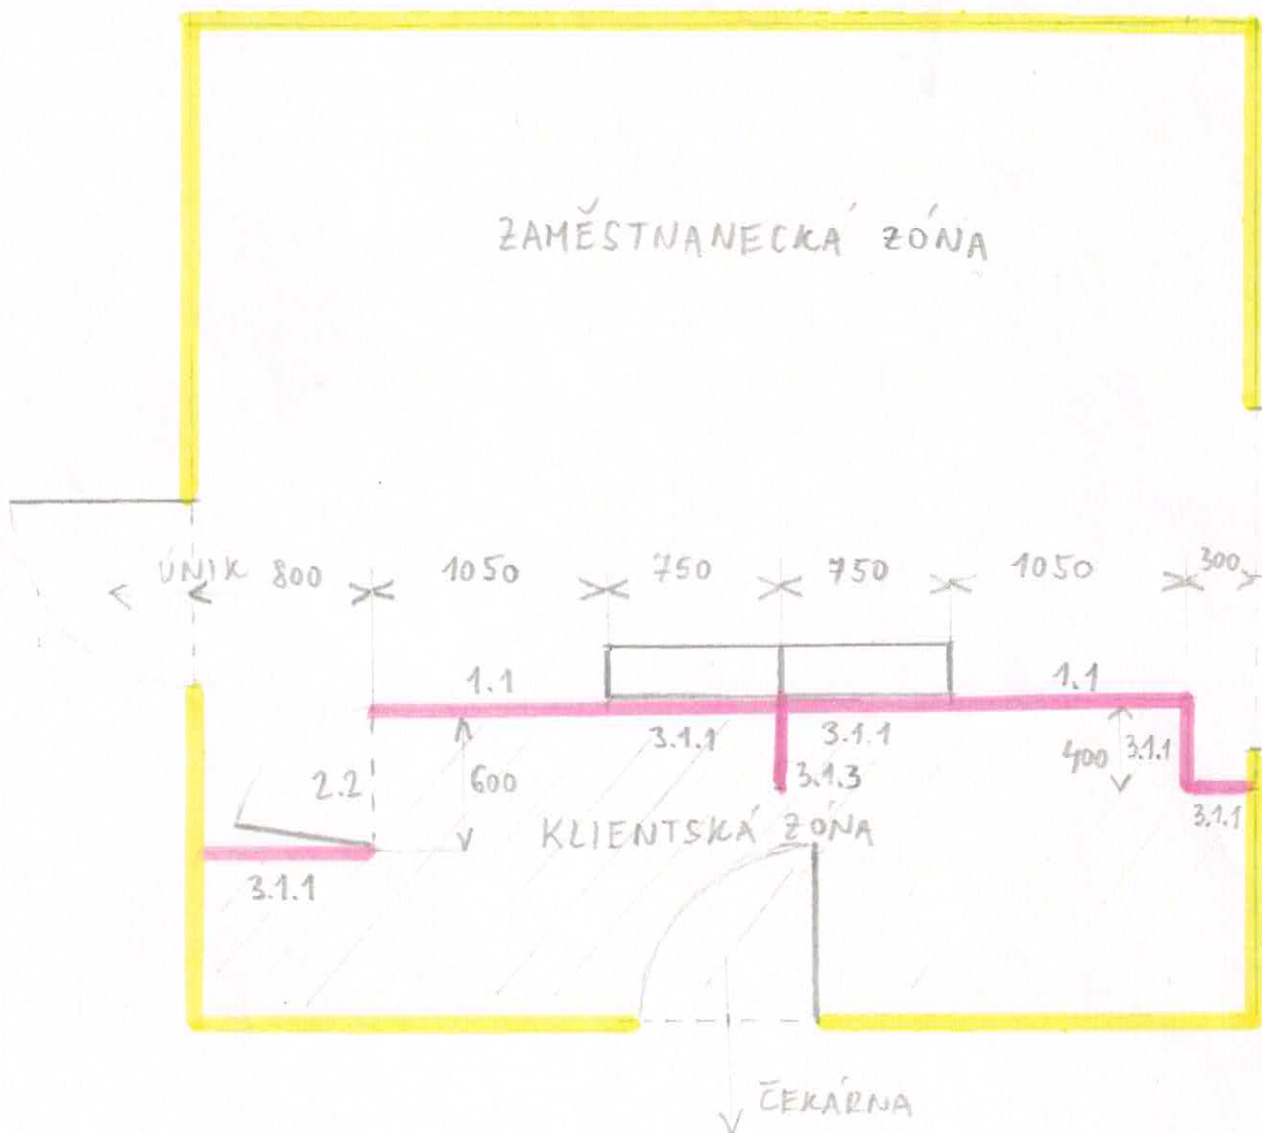 ZAMĚSTNANECKÁ ZÓNA
ÚNIK 800 1050 750 750 1050 300
1.1 1.1
3.1.1 3.1.1 400 3.1.1
2.2 600 3.1.3
KLIENTSKÁ ZÓNA 3.1.1
3.1.1
ČEKÁRNA